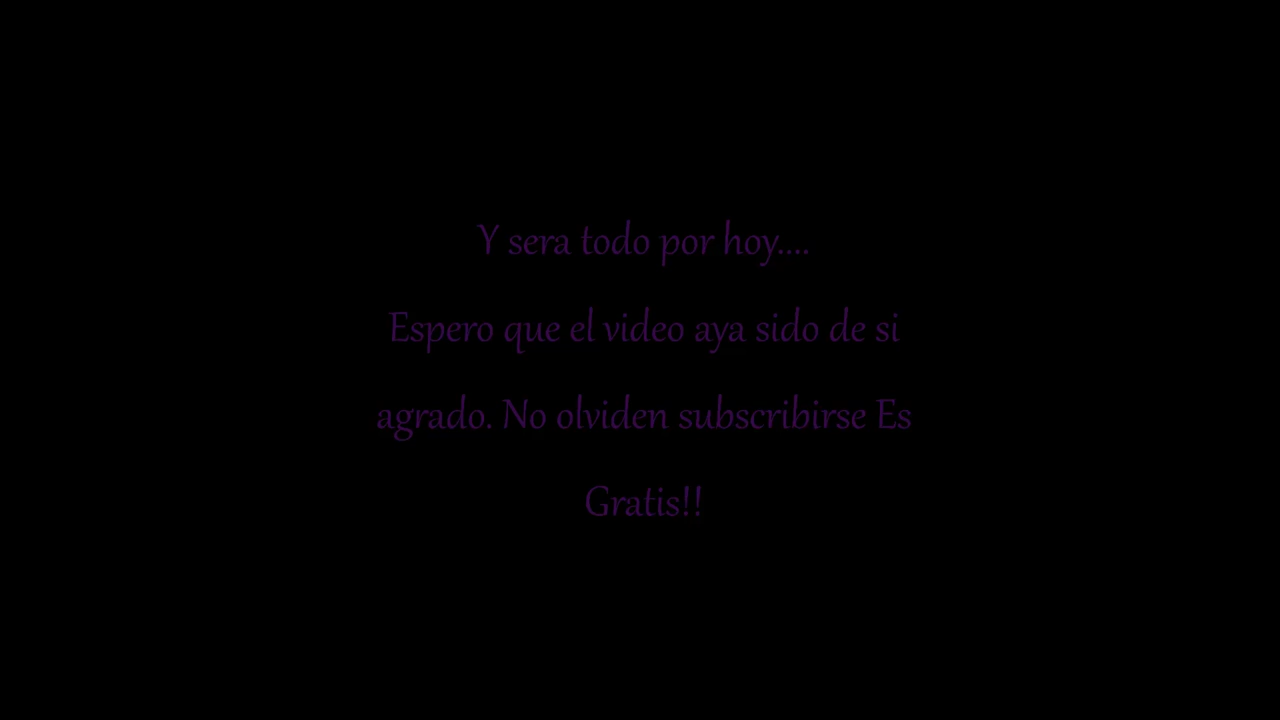 Y sera todo por hoy....
Espero que el video aya sido de si
agrado. No olviden subscribirse Es
Gratis!!